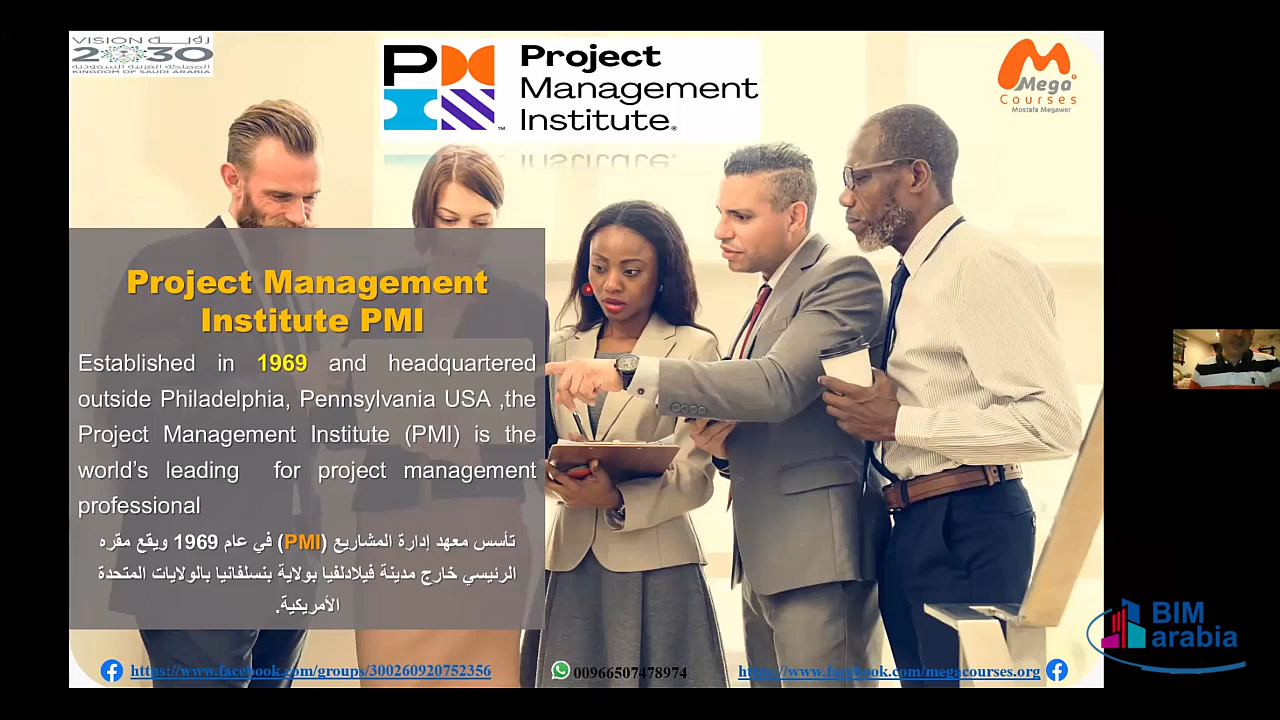 VISION رؤية
2030
المملكة العربية السعودية
KINGDOM OF SAUDI ARABIA
PMI™
Project
Management
Institute®
Mega
Courses
Mostafa Megawer
Project Management
Institute PMI
Established in 1969 and headquartered
outside Philadelphia, Pennsylvania USA ,the
Project Management Institute (PMI) is the
world's leading for project management
professional
تأسس معهد إدارة المشاريع (PMI) في عام 1969 ويقع مقره
الرئيسي خارج مدينة فيلادلفيا بولاية بنسلفانيا بالولايات المتحدة
الأمريكية.
https://www.facebook.com/groups/300260920752356
00966507478974
https://www.facebook.com/megacourses.org
BIM
arabia